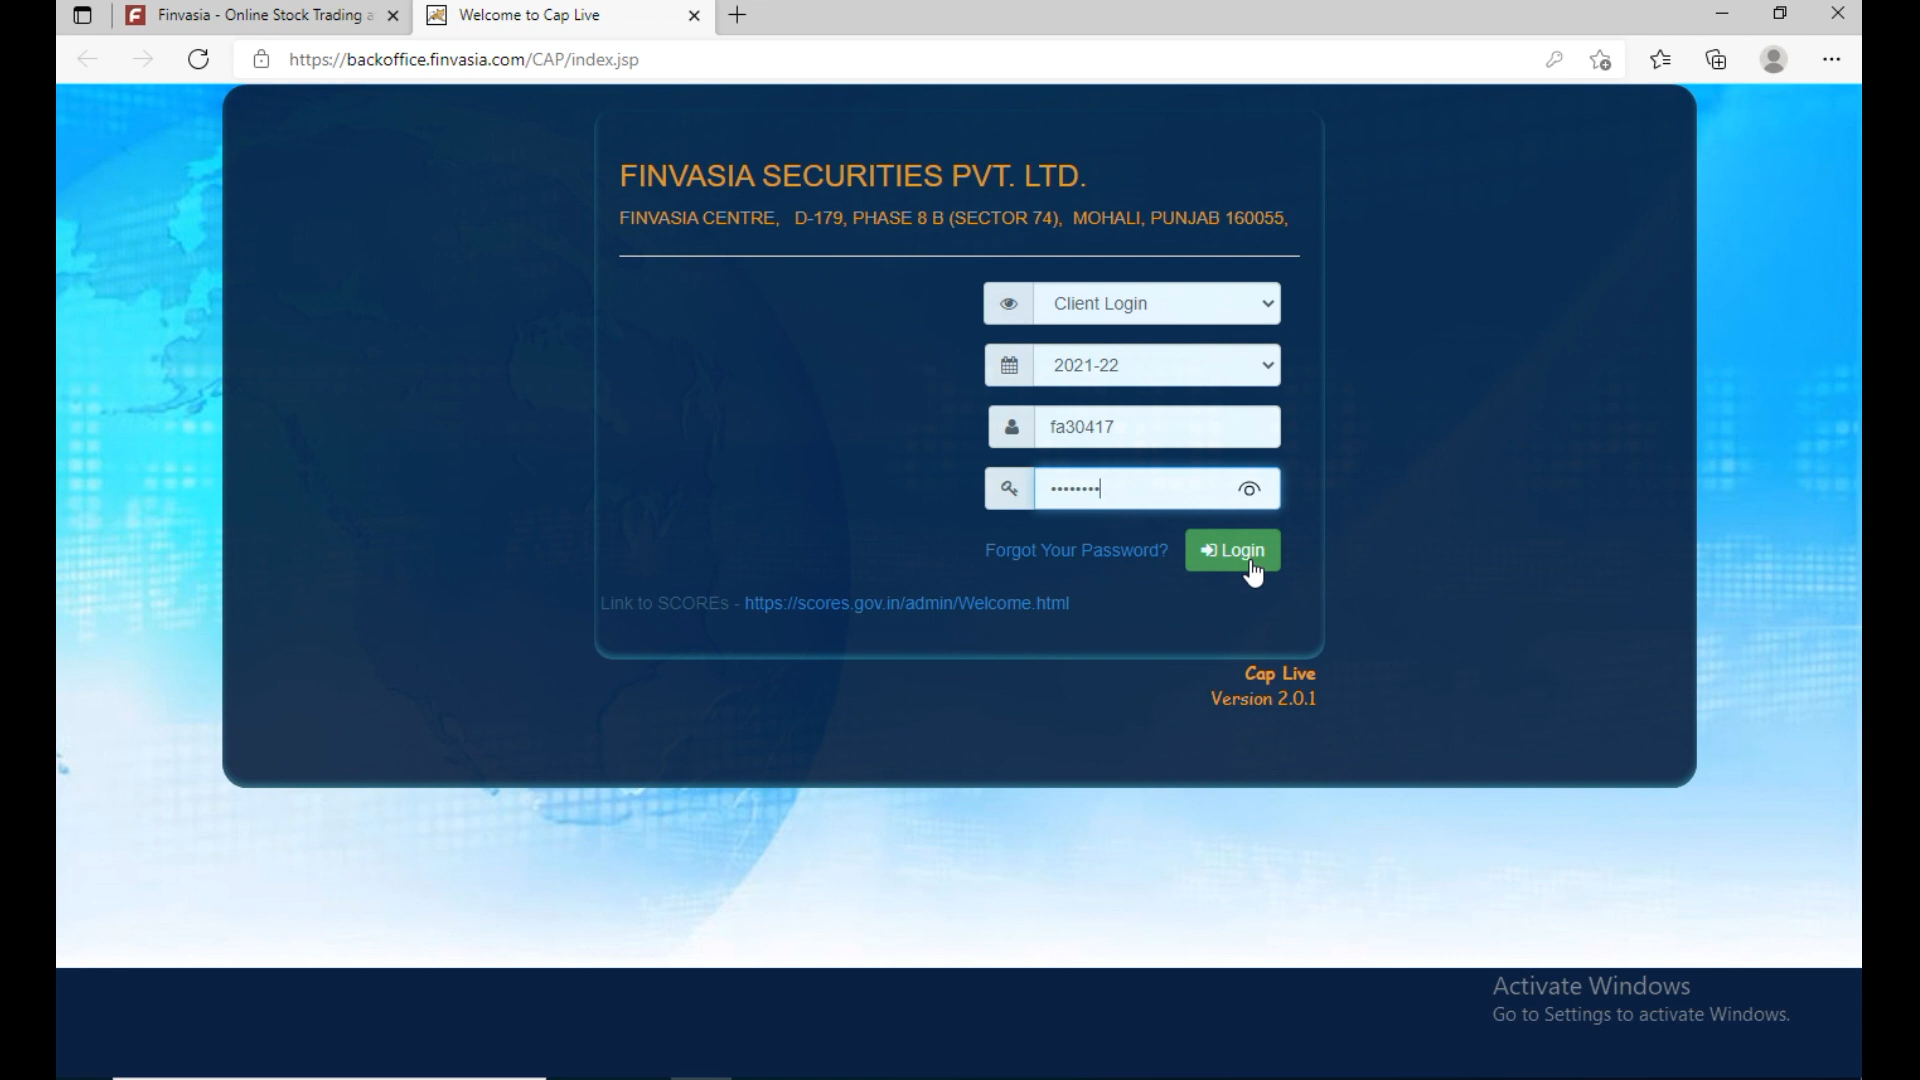 Finvasia - Online Stock Trading a
Welcome to Cap Live
https://backoffice.finvasia.com/CAP/index.jsp
FINVASIA SECURITIES PVT. LTD.
FINVASIA CENTRE, D-179, PHASE 8 B (SECTOR 74), MOHALI, PUNJAB 160055,
Client Login
2021-22
fa30417
••••••••
Forgot Your Password?
Login
Link to SCOREs - https://scores.gov.in/admin/Welcome.html
Cap Live
Version 2.0.1
Activate Windows
Go to Settings to activate Windows.